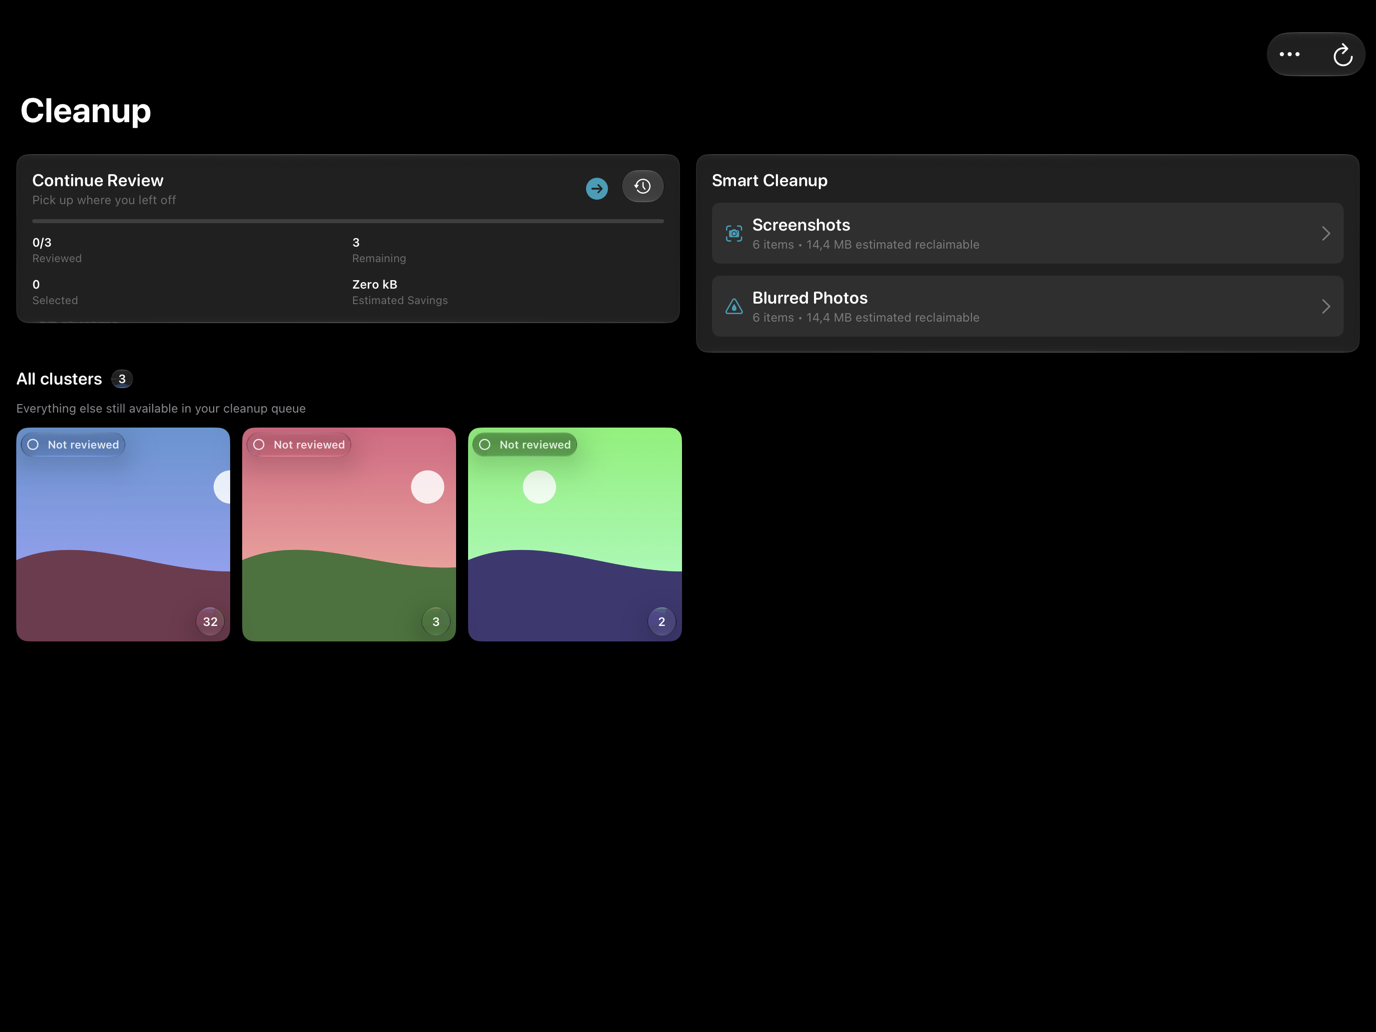 Cleanup
Continue Review
Pick up where you left off
0/3
Reviewed
3
Remaining
0
Selected
Zero kB
Estimated Savings
Smart Cleanup
Screenshots
6 items • 14,4 MB estimated reclaimable
Blurred Photos
6 items • 14,4 MB estimated reclaimable
All clusters 3
Everything else still available in your cleanup queue
Not reviewed
32
Not reviewed
3
Not reviewed
2